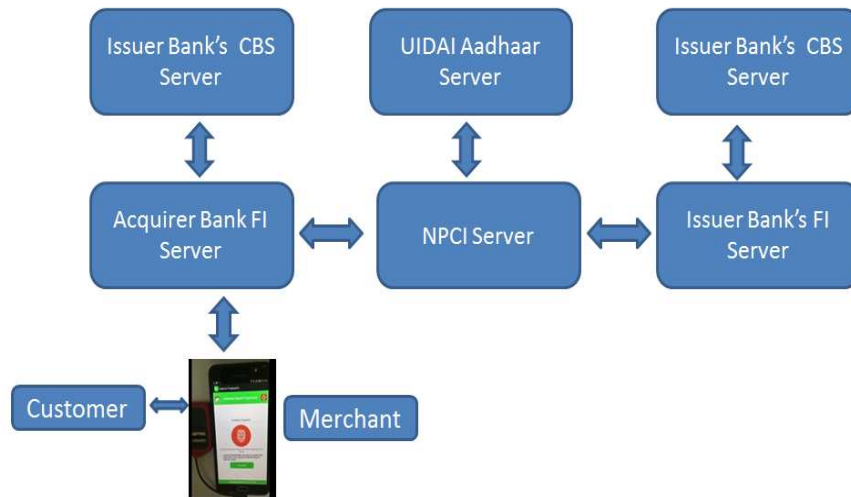 Issuer Bank's CBS
Server
UIDAI Aadhaar
Server
Issuer Bank's CBS
Server
Acquirer Bank FI
Server
NPCI Server
Issuer Bank's FI
Server
Customer
Merchant